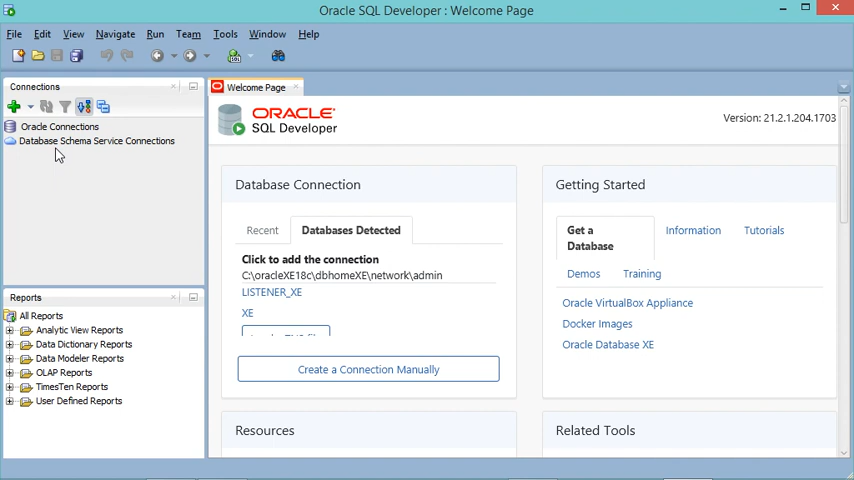 Oracle SQL Developer : Welcome Page
File Edit View Navigate Run Team Tools Window Help
Connections
Oracle Connections
Database Schema Service Connections
Reports
All Reports
Analytic View Reports
Data Dictionary Reports
Data Modeler Reports
OLAP Reports
TimesTen Reports
User Defined Reports
Welcome Page
ORACLE
SQL Developer
Version: 21.2.1.204.1703
Database Connection
Recent
Databases Detected
Click to add the connection
C:\oracleXE18c\dbhomeXE\network\admin
LISTENER_XE
XE
Create a Connection Manually
Getting Started
Get a
Database
Information
Tutorials
Demos
Training
Oracle VirtualBox Appliance
Docker Images
Oracle Database XE
Resources
Related Tools